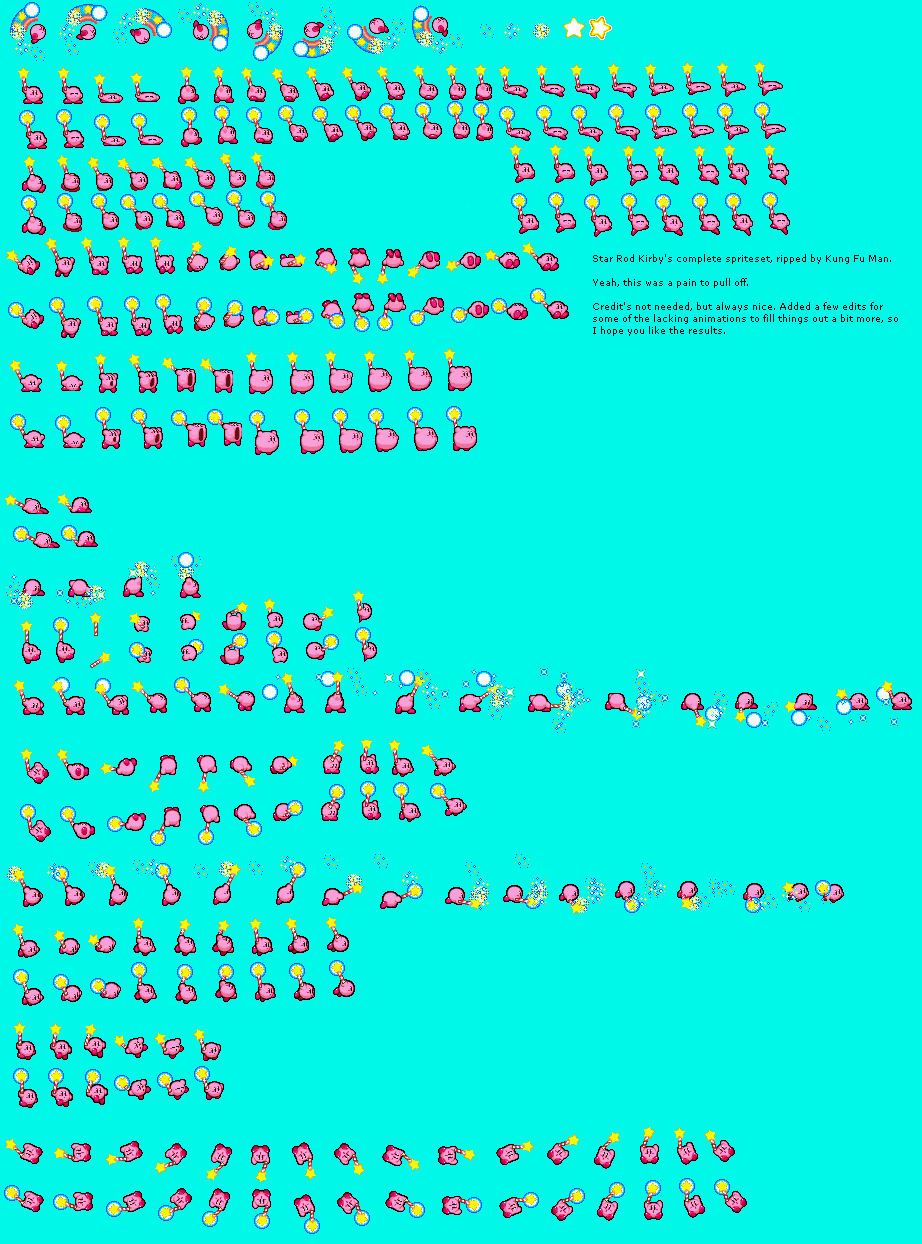 Star Rod Kirby's complete spriteset, ripped by Kung Fu Man.
Yeah, this was a pain to pull off.
Credit's not needed, but always nice. Added a few edits for
some of the lacking animations to fill things out a bit more, so
I hope you like the results.